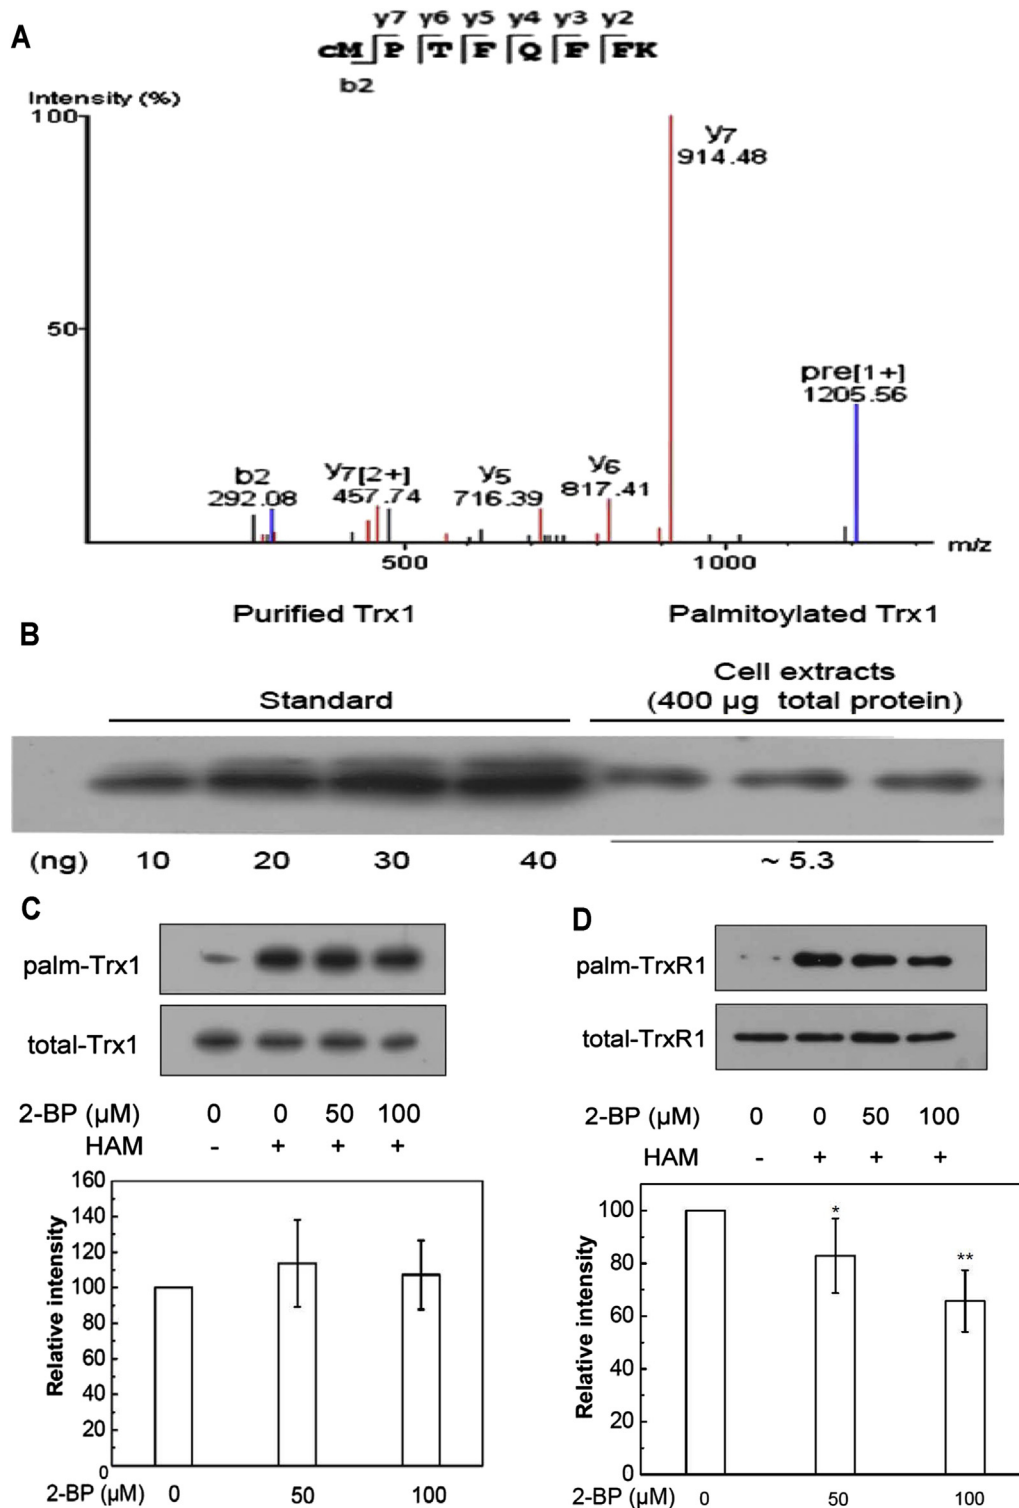 A
y7 y6 y5 y4 y3 y2
cM P T F Q F FK
b2
Intensity (%)
100
y7
914.48
50
pre[1+]
1205.56
b2
292.08
y7[2+]
457.74
y5
716.39
y6
817.41
500
1000
m/z
Purified Trx1
Palmitoylated Trx1
B
Standard
Cell extracts
(400 µg total protein)
(ng) 10 20 30 40 ~ 5.3
C
palm-Trx1
total-Trx1
2-BP (µM) 0 0 50 100
HAM - + + +
160
140
120
100
80
60
40
20
0
Relative intensity
2-BP (µM) 0 50 100
D
palm-TrxR1
total-TrxR1
2-BP (µM) 0 0 50 100
HAM - + + +
100
80
60
40
20
0
Relative intensity
*
**
2-BP (µM) 0 50 100